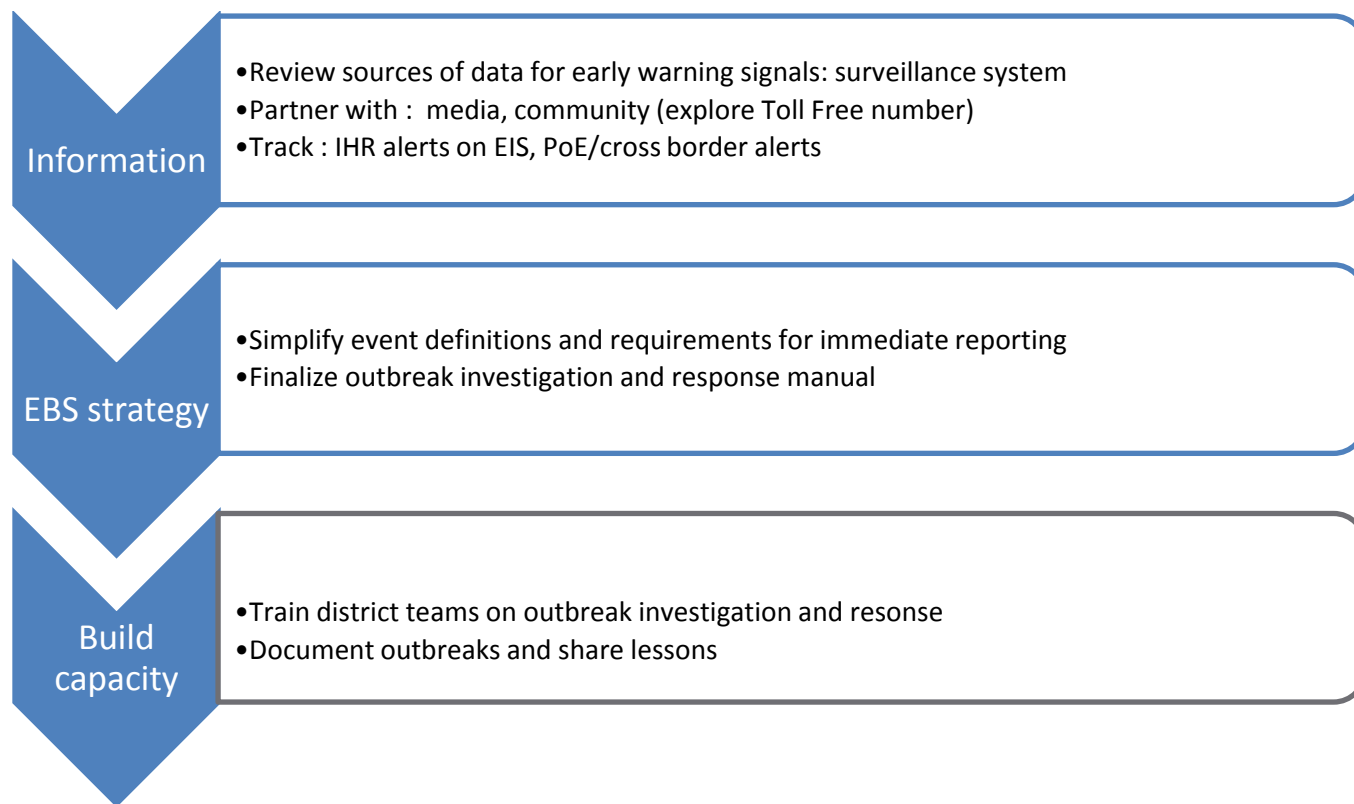 Information
•Review sources of data for early warning signals: surveillance system
•Partner with :  media, community (explore Toll Free number)
•Track : IHR alerts on EIS, PoE/cross border alerts
EBS strategy
•Simplify event definitions and requirements for immediate reporting
•Finalize outbreak investigation and response manual
Build
capacity
•Train district teams on outbreak investigation and resonse
•Document outbreaks and share lessons